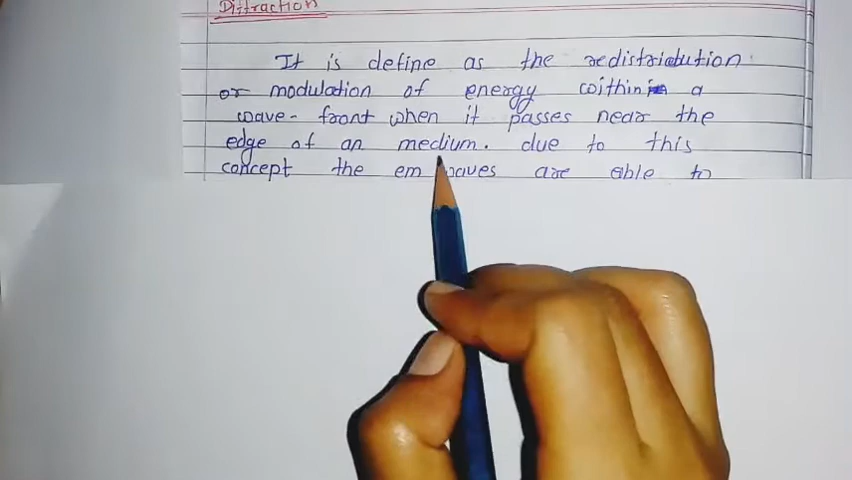 Diffraction
It is define as the redistribution
or modulation of energy within a
wave- front when it passes near the
edge of an medium. due to this
concept the em waves are able to